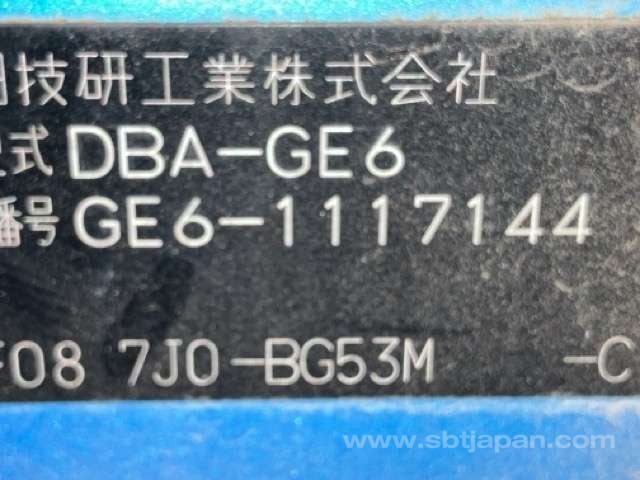 技研工業株式会社
式 DBA-GE6
番号 GE6-1117144
F08 7J0-BG53M -C
www.sbtjapan.com